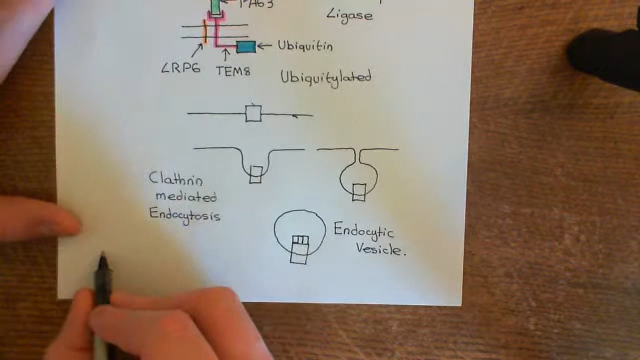 PA63
Ligase
Ubiquitin
LRP6 TEM8
Ubiquitylated
Clathrin
mediated
Endocytosis
Endocytic
Vesicle.